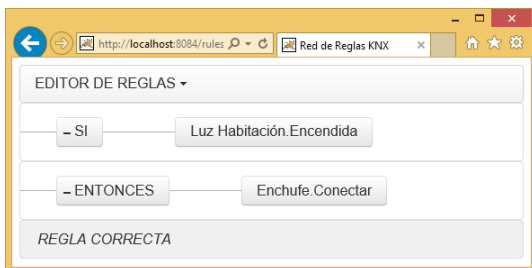 http://localhost:8084/rules
Red de Reglas KNX
EDITOR DE REGLAS
– SI
Luz Habitación.Encendida
– ENTONCES
Enchufe.Conectar
REGLA CORRECTA